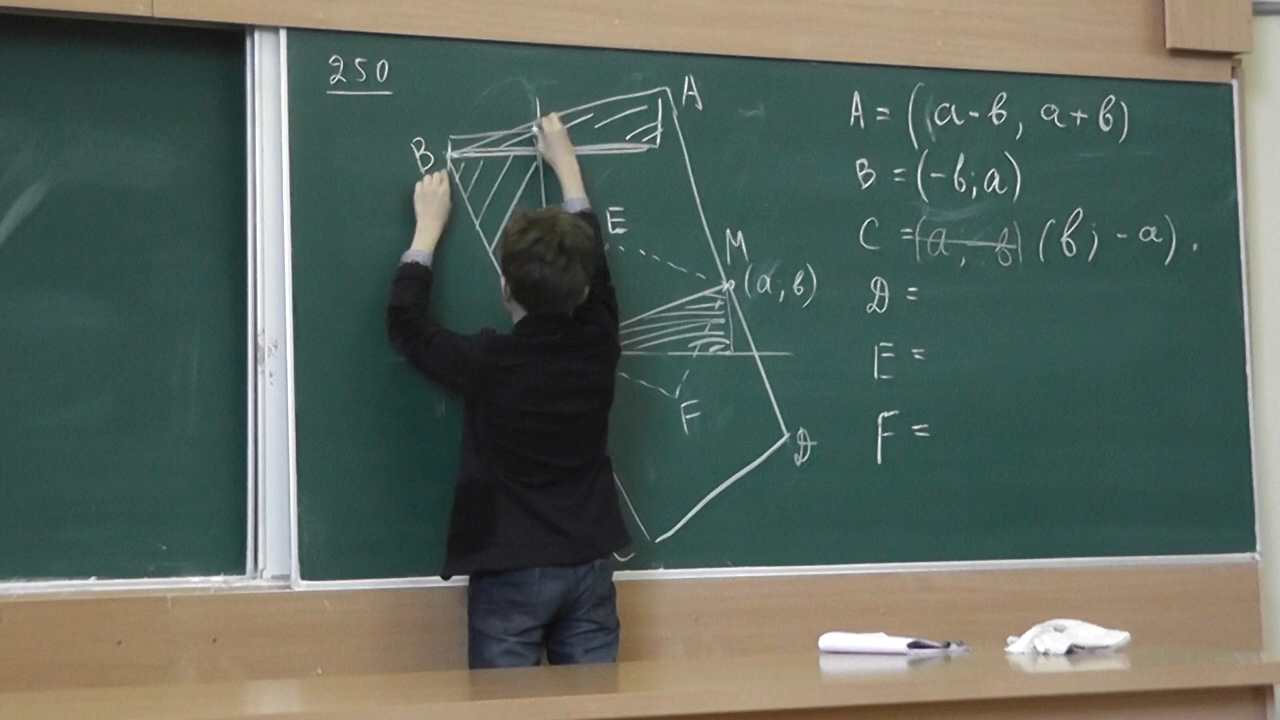 250
A
B
E
M
(a; b)
F
D
A = (a - b, a + b)
B = (-b; a)
C = (a; b) (b; -a).
D =
E =
F =